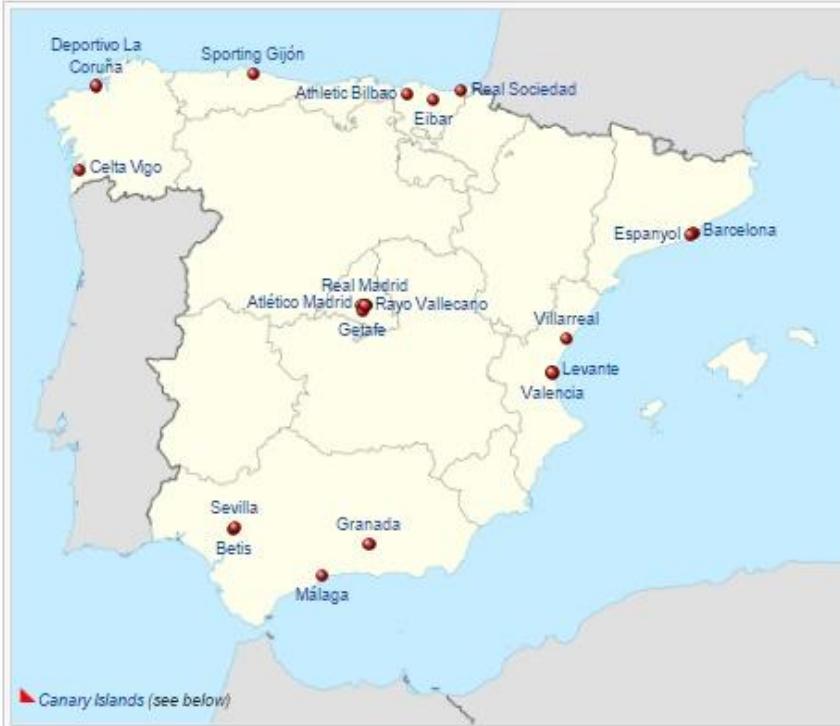 Deportivo La
Coruña
Sporting Gijón
Athletic Bilbao
Real Sociedad
Eibar
Celta Vigo
Espanyol
Barcelona
Real Madrid
Atlético Madrid
Rayo Vallecano
Getafe
Villarreal
Levante
Valencia
Sevilla
Betis
Granada
Málaga
Canary Islands (see below)